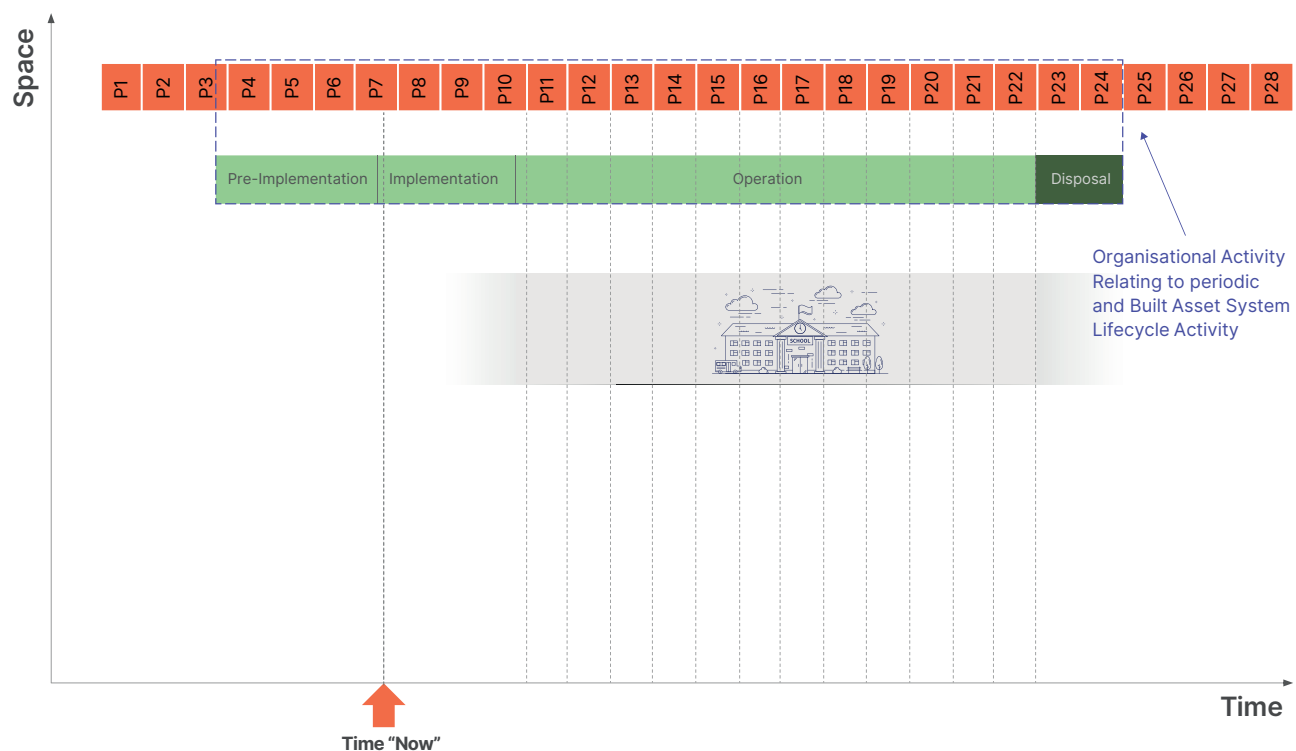 Space
P1 P2 P3 P4 P5 P6 P7 P8 P9 P10 P11 P12 P13 P14 P15 P16 P17 P18 P19 P20 P21 P22 P23 P24 P25 P26 P27 P28
Pre-Implementation Implementation Operation Disposal
Organisational Activity
Relating to periodic
and Built Asset System
Lifecycle Activity
SCHOOL
Time
Time “Now”